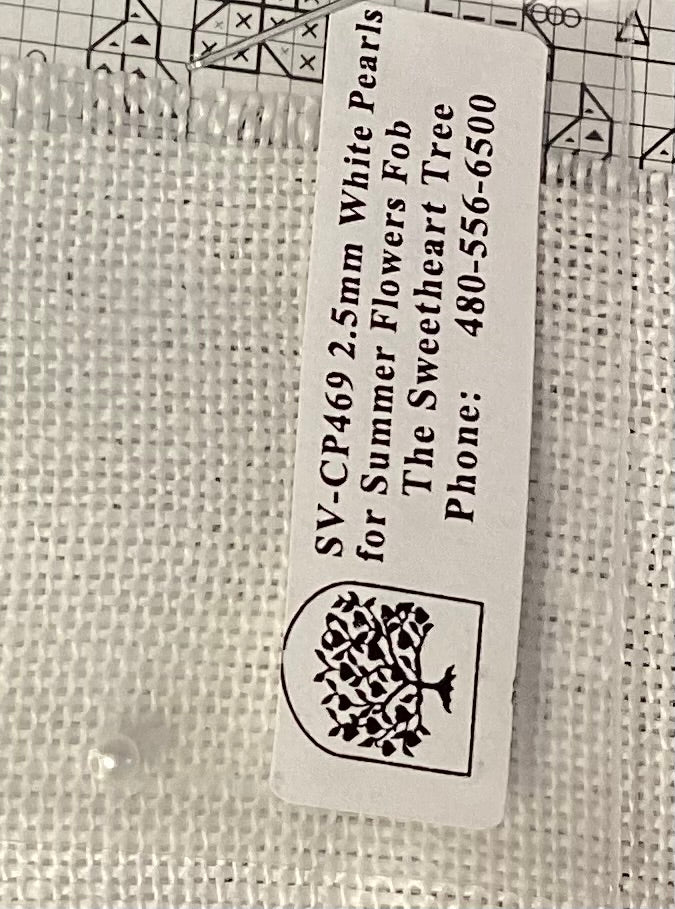 SV-CP469 2.5mm White Pearls
for Summer Flowers Fob
The Sweetheart Tree
Phone: 480-556-6500